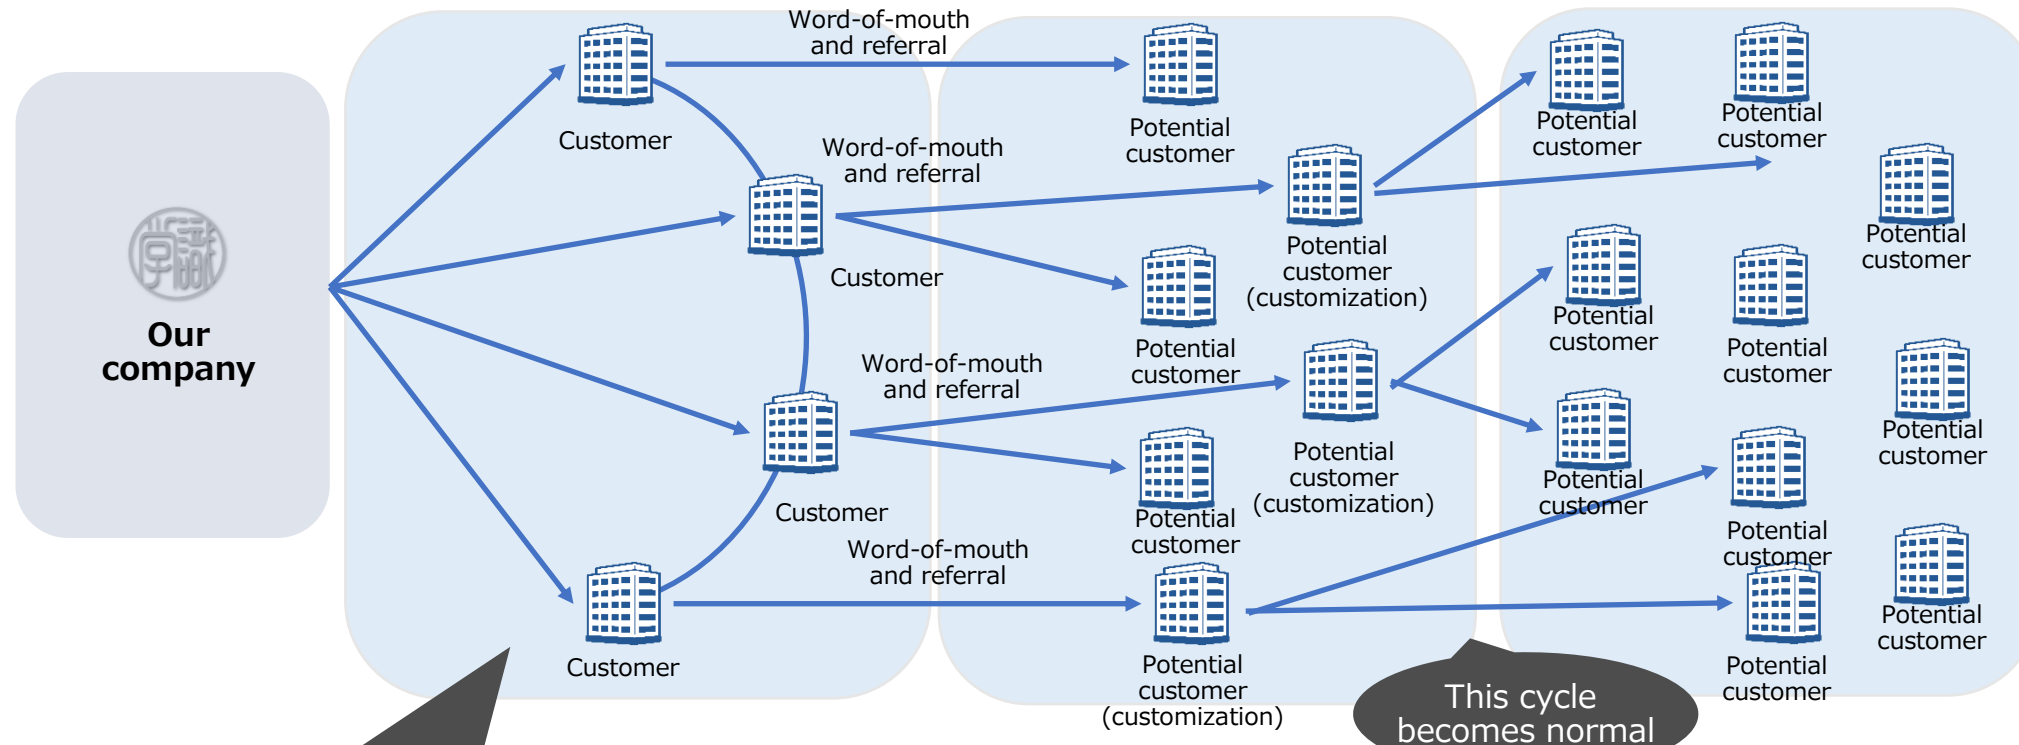 识学
Our
company
Customer
Customer
Customer
Customer
Word-of-mouth
and referral
Word-of-mouth
and referral
Word-of-mouth
and referral
Word-of-mouth
and referral
Potential
customer
Potential
customer
(customization)
Potential
customer
Potential
customer
(customization)
Potential
customer
Potential
customer
(customization)
Potential
customer
Potential
customer
Potential
customer
Potential
customer
Potential
customer
Potential
customer
Potential
customer
Potential
customer
Potential
customer
Potential
customer
This cycle
becomes normal